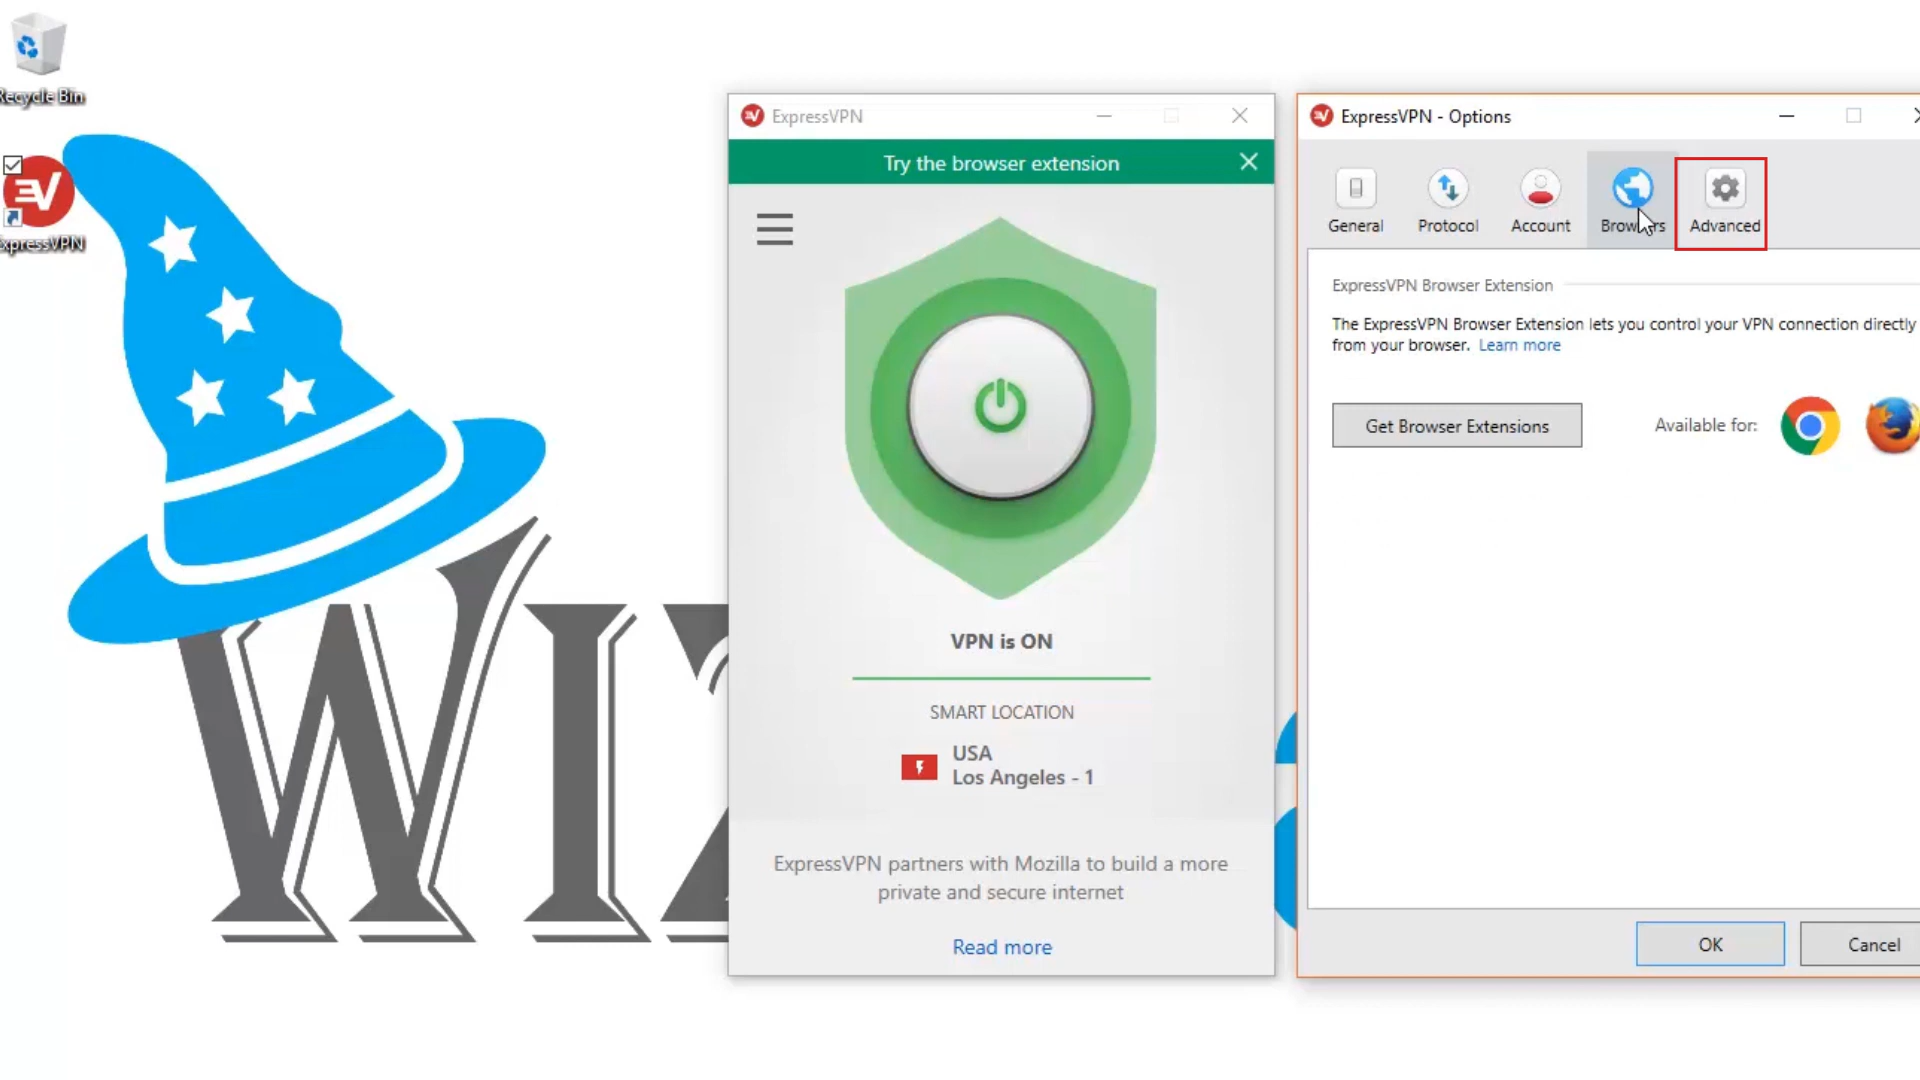 Recycle Bin
ExpressVPN
WIZ
ExpressVPN
Try the browser extension
VPN is ON
SMART LOCATION
USA
Los Angeles - 1
ExpressVPN partners with Mozilla to build a more
private and secure internet
Read more
ExpressVPN - Options
General Protocol Account Browsers Advanced
ExpressVPN Browser Extension
The ExpressVPN Browser Extension lets you control your VPN connection directly
from your browser. Learn more
Get Browser Extensions Available for:
OK Cancel